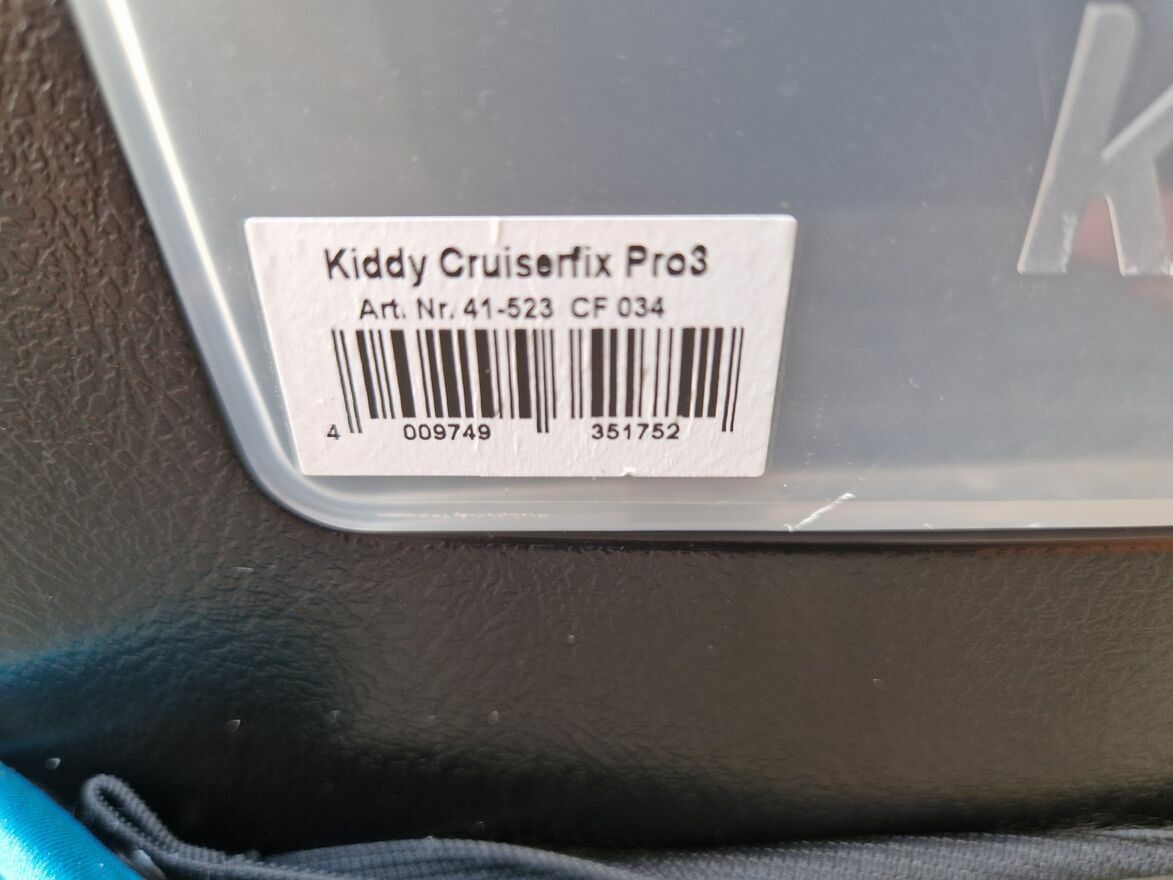 K
Kiddy Cruiserfix Pro3
Art. Nr. 41-523 CF 034
4 009749 351752